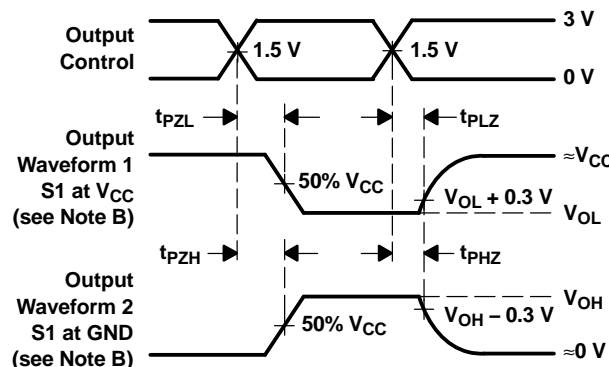 Output
Control
1.5 V
1.5 V
3 V
0 V
tPZL
tPLZ
Output
Waveform 1
S1 at VCC
(see Note B)
50% VCC
≈VCC
VOL + 0.3 V
VOL
tPZH
tPHZ
Output
Waveform 2
S1 at GND
(see Note B)
50% VCC
VOH
VOH – 0.3 V
≈0 V